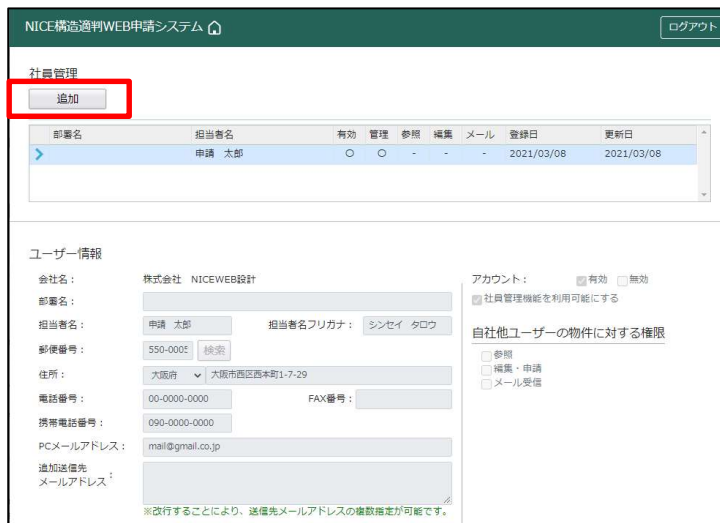 NICE構造適判WEB申請システム ログアウト
社員管理
追加
部署名 担当者名 有効 管理 参照 編集 メール 登録日 更新日
申請 太郎 ○ ○ - - - 2021/03/08 2021/03/08
ユーザー情報
会社名： 株式会社 NICEWEB設計 アカウント： 有効 無効
部署名： 社員管理機能を利用可能にする
担当者名： 申請 太郎 担当者名フリガナ： シンセイ タロウ 自社他ユーザーの物件に対する権限
郵便番号： 550-0005 検索 参照
住所： 大阪府 大阪市西区西本町1-7-29 編集・申請
メール受信
電話番号： 00-0000-0000 FAX番号：
携帯電話番号： 090-0000-0000
PCメールアドレス： mail@gmail.co.jp
追加送信先
メールアドレス：
※改行することにより、送信先メールアドレスの複数指定が可能です。